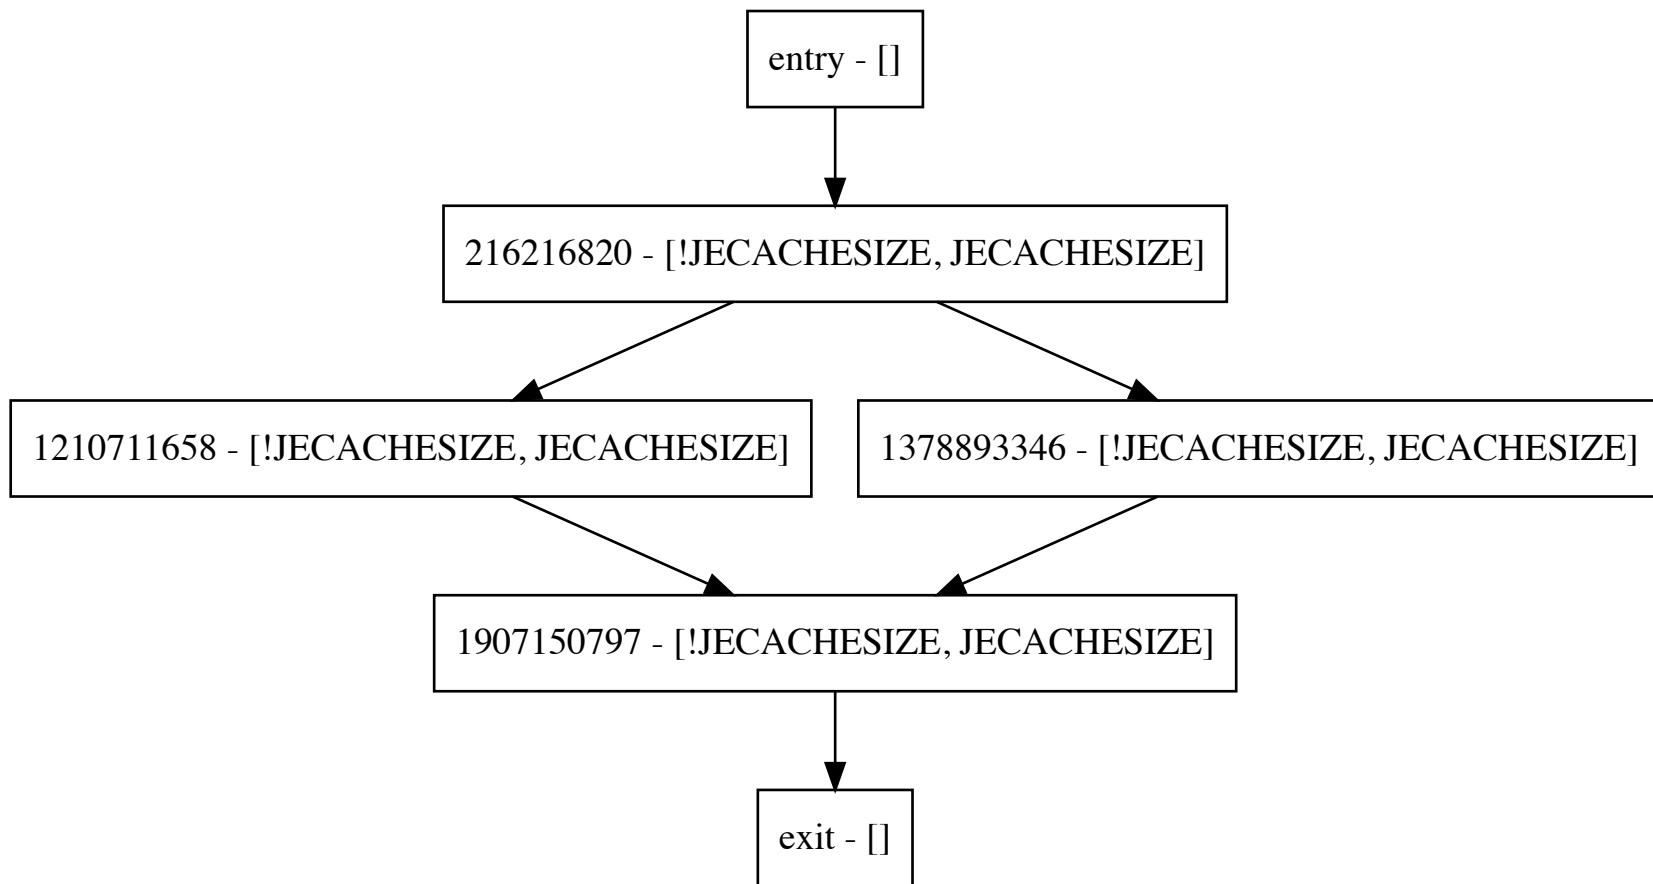 entry - []
216216820 - [!JECACHESIZE, JECACHESIZE]
1210711658 - [!JECACHESIZE, JECACHESIZE]
1378893346 - [!JECACHESIZE, JECACHESIZE]
1907150797 - [!JECACHESIZE, JECACHESIZE]
exit - []